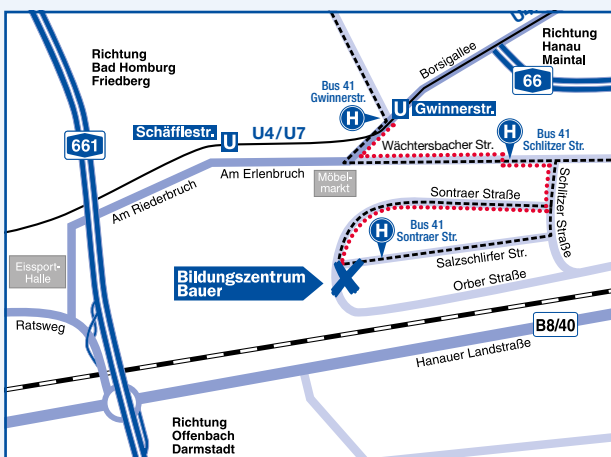 U4/
Richtung
Hanau
Maintal
66
Richtung
Bad Homburg
Friedberg
Borsigallee
Bus 41
Gwinnerstr.
H
U
Gwinnerstr.
661
Schäfflestr.
U
U4/U7
H
Bus 41
Schlitzer Str.
Wächtersbacher Str.
Am Erlenbruch
Möbel-
markt
Schlitzer Straße
Am Riederbruch
Sontraer Straße
H
Bus 41
Sontraer Str.
Salzschlirfer Str.
Eissport-
Halle
Bildungszentrum
Bauer
Orber Straße
Ratsweg
B8/40
Hanauer Landstraße
Richtung
Offenbach
Darmstadt